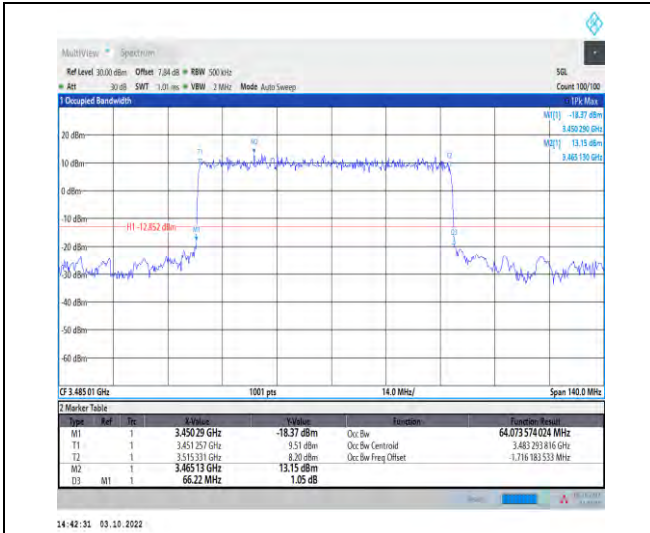 MultiView Spectrum
Ref Level 30.00 dBm Offset 7.84 dB RBW 500 kHz SGL
Att 30 dB SWT 1.01 ms VBW 2 MHz Mode Auto Sweep Count 100/100
1 Occupied Bandwidth 1Pk Max
M1[1] -18.37 dBm
3.450 290 GHz
M2[1] 13.15 dBm
3.465 130 GHz
20 dBm
M2
T1
T2
10 dBm
0 dBm
-10 dBm
H1 -12.852 dBm
M1
D3
-20 dBm
-30 dBm
-40 dBm
-50 dBm
-60 dBm
CF 3.485 01 GHz 1001 pts 14.0 MHz/ Span 140.0 MHz
2 Marker Table
Type Ref Trc X-Value Y-Value Function Function Result
M1 1 3.450 29 GHz -18.37 dBm Occ Bw 64.073 574 024 MHz
T1 1 3.451 257 GHz 9.51 dBm Occ Bw Centroid 3.483 293 816 GHz
T2 1 3.515 331 GHz 8.20 dBm Occ Bw Freq Offset -1.716 183 533 MHz
M2 1 3.465 13 GHz 13.15 dBm
D3 M1 1 66.22 MHz 1.05 dB
14:42:31 03.10.2022